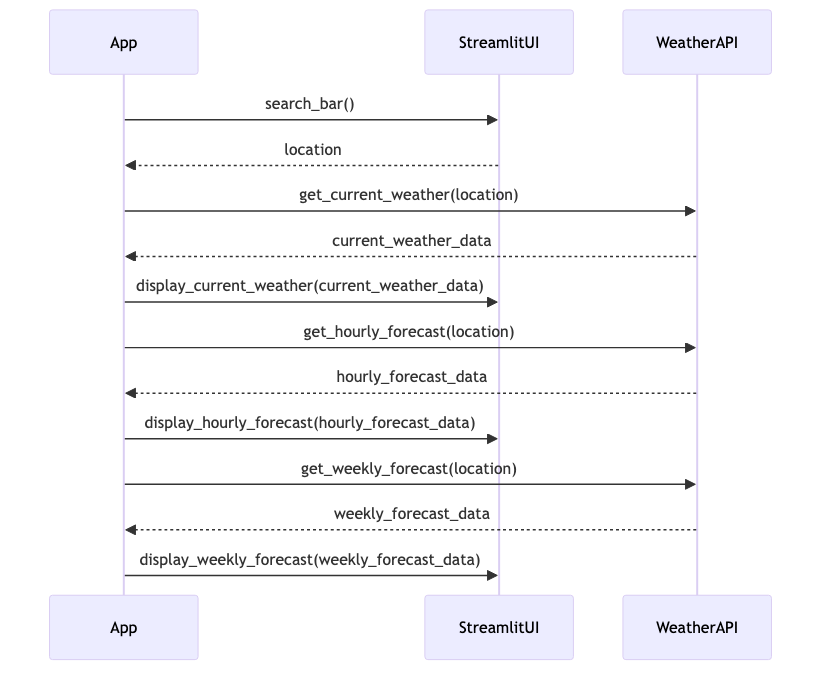 App
StreamlitUI
WeatherAPI
search_bar()
location
get_current_weather(location)
current_weather_data
display_current_weather(current_weather_data)
get_hourly_forecast(location)
hourly_forecast_data
display_hourly_forecast(hourly_forecast_data)
get_weekly_forecast(location)
weekly_forecast_data
display_weekly_forecast(weekly_forecast_data)
App
StreamlitUI
WeatherAPI